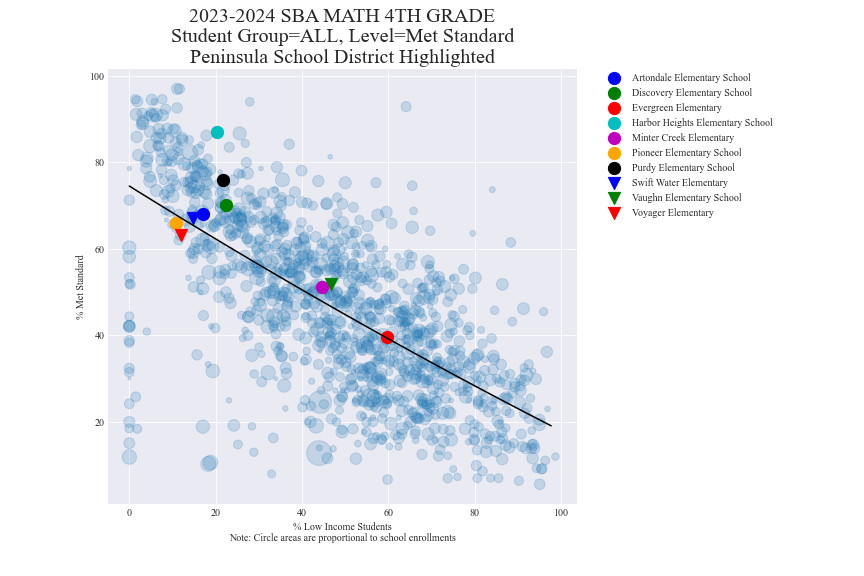 2023-2024 SBA MATH 4TH GRADE
Student Group=ALL, Level=Met Standard
Peninsula School District Highlighted
Artondale Elementary School
Discovery Elementary School
Evergreen Elementary
Harbor Heights Elementary School
Minter Creek Elementary
Pioneer Elementary School
Purdy Elementary School
Swift Water Elementary
Vaughn Elementary School
Voyager Elementary
% Met Standard
100
80
60
40
20
0 20 40 60 80 100
% Low Income Students
Note: Circle areas are proportional to school enrollments